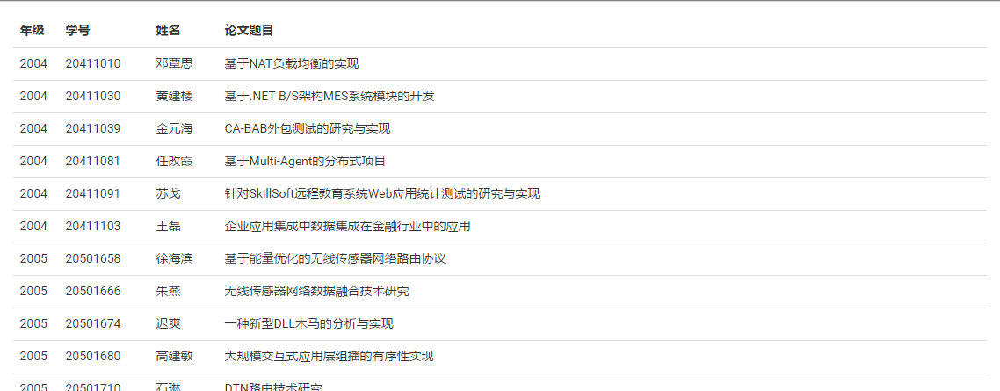 年级 学号 姓名 论文题目
2004 20411010 邓覃思 基于NAT负载均衡的实现
2004 20411030 黄建楼 基于.NET B/S架构MES系统模块的开发
2004 20411039 金元海 CA-BAB外包测试的研究与实现
2004 20411081 任改霞 基于Multi-Agent的分布式项目
2004 20411091 苏戈 针对SkillSoft远程教育系统Web应用统计测试的研究与实现
2004 20411103 王磊 企业应用集成中数据集成在金融行业中的应用
2005 20501658 徐海滨 基于能量优化的无线传感器网络路由协议
2005 20501666 朱燕 无线传感器网络数据融合技术研究
2005 20501674 迟爽 一种新型DLL木马的分析与实现
2005 20501680 高建敏 大规模交互式应用层组播的有序性实现
2005 20501710 石琳 DTN路由技术研究